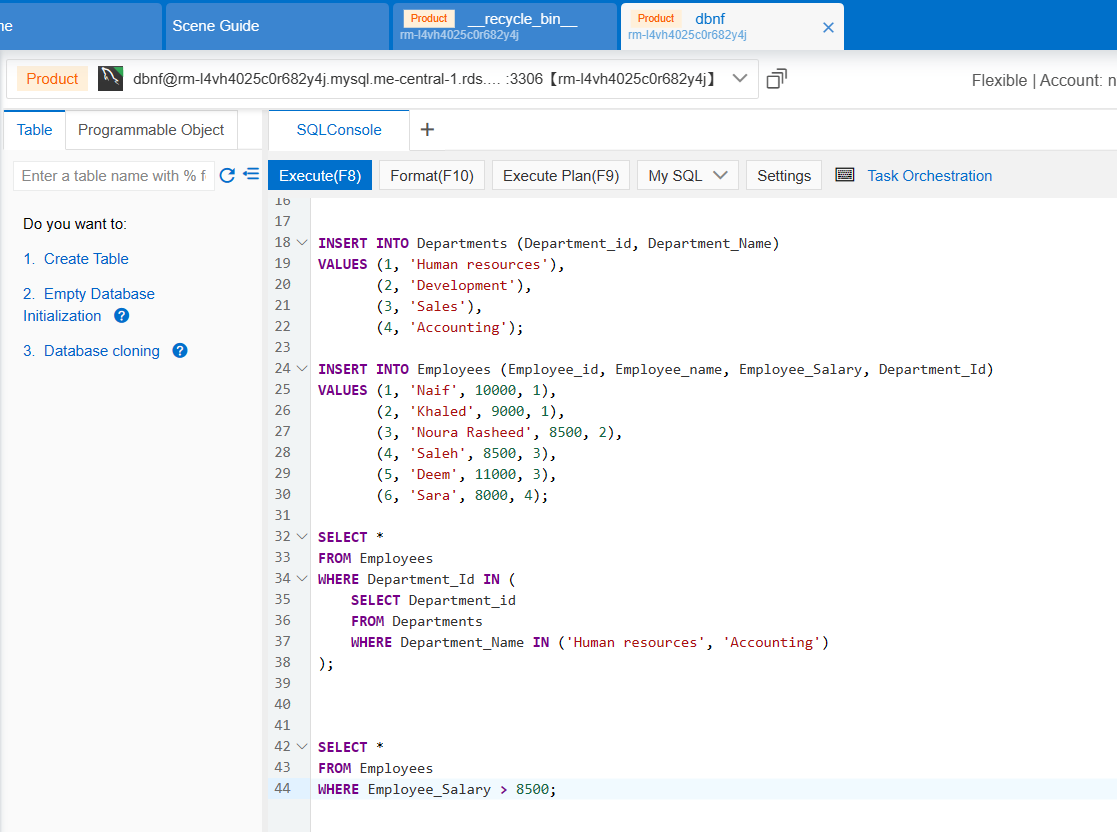 ne
Scene Guide
Product __recycle_bin__
rm-l4vh4025c0r682y4j
Product dbnf
rm-l4vh4025c0r682y4j
Product dbnf@rm-l4vh4025c0r682y4j.mysql.me-central-1.rds.... :3306【rm-l4vh4025c0r682y4j】
Flexible | Account: n
Table
Programmable Object
SQLConsole
+
Enter a table name with % f
Execute(F8)
Format(F10)
Execute Plan(F9)
My SQL
Settings
Task Orchestration
Do you want to:
1. Create Table
2. Empty Database
Initialization ?
3. Database cloning ?
16
17
18 INSERT INTO Departments (Department_id, Department_Name)
19 VALUES (1, 'Human resources'),
20 (2, 'Development'),
21 (3, 'Sales'),
22 (4, 'Accounting');
23
24 INSERT INTO Employees (Employee_id, Employee_name, Employee_Salary, Department_Id)
25 VALUES (1, 'Naif', 10000, 1),
26 (2, 'Khaled', 9000, 1),
27 (3, 'Noura Rasheed', 8500, 2),
28 (4, 'Saleh', 8500, 3),
29 (5, 'Deem', 11000, 3),
30 (6, 'Sara', 8000, 4);
31
32 SELECT *
33 FROM Employees
34 WHERE Department_Id IN (
35 SELECT Department_id
36 FROM Departments
37 WHERE Department_Name IN ('Human resources', 'Accounting')
38 );
39
40
41
42 SELECT *
43 FROM Employees
44 WHERE Employee_Salary > 8500;